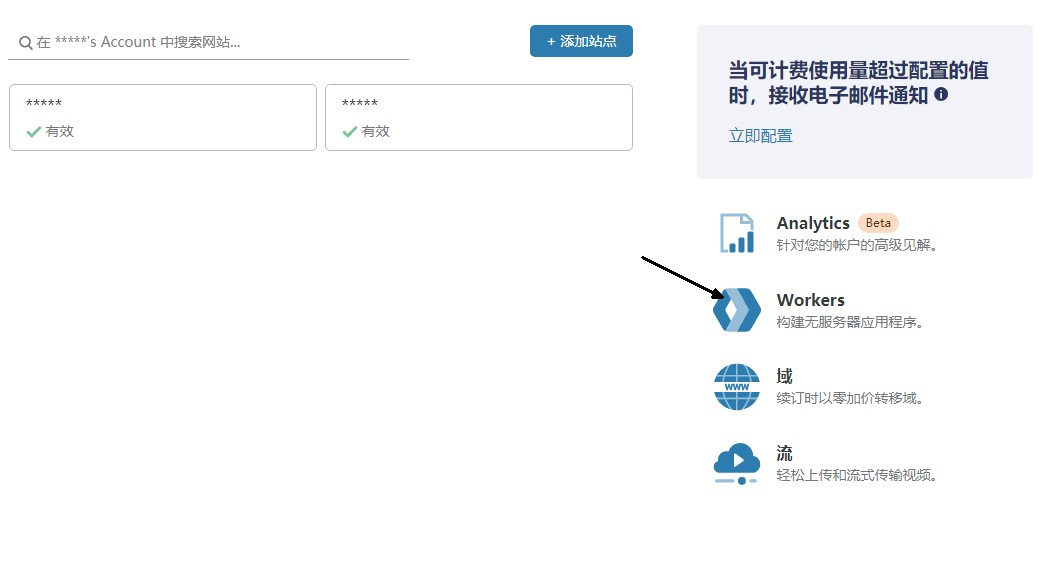 在 *****'s Account 中搜索网站...
+ 添加站点
*****
有效
*****
有效
当可计费使用量超过配置的值
时，接收电子邮件通知
立即配置
Analytics Beta
针对您的帐户的高级见解。
Workers
构建无服务器应用程序。
WWW
域
续订时以零加价转移域。
流
轻松上传和流式传输视频。